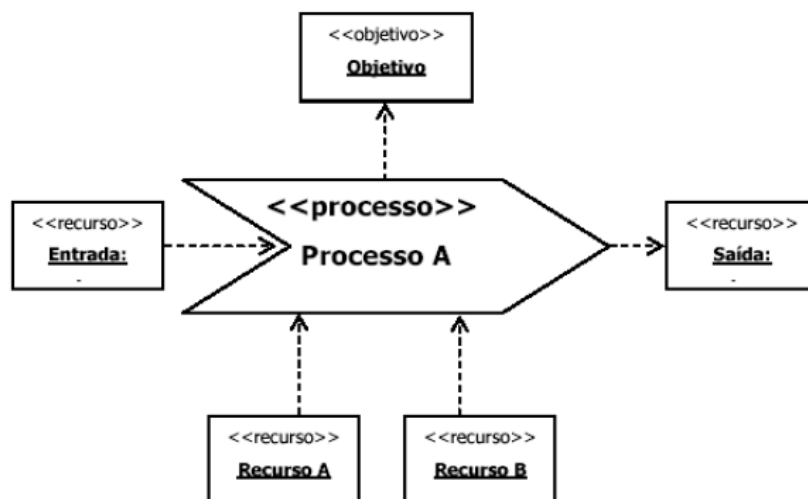 <<objetivo>>
Objetivo
<<processo>>
Processo A
<<recurso>>
Entrada:
.
<<recurso>>
Saída:
.
<<recurso>>
Recurso A
<<recurso>>
Recurso B